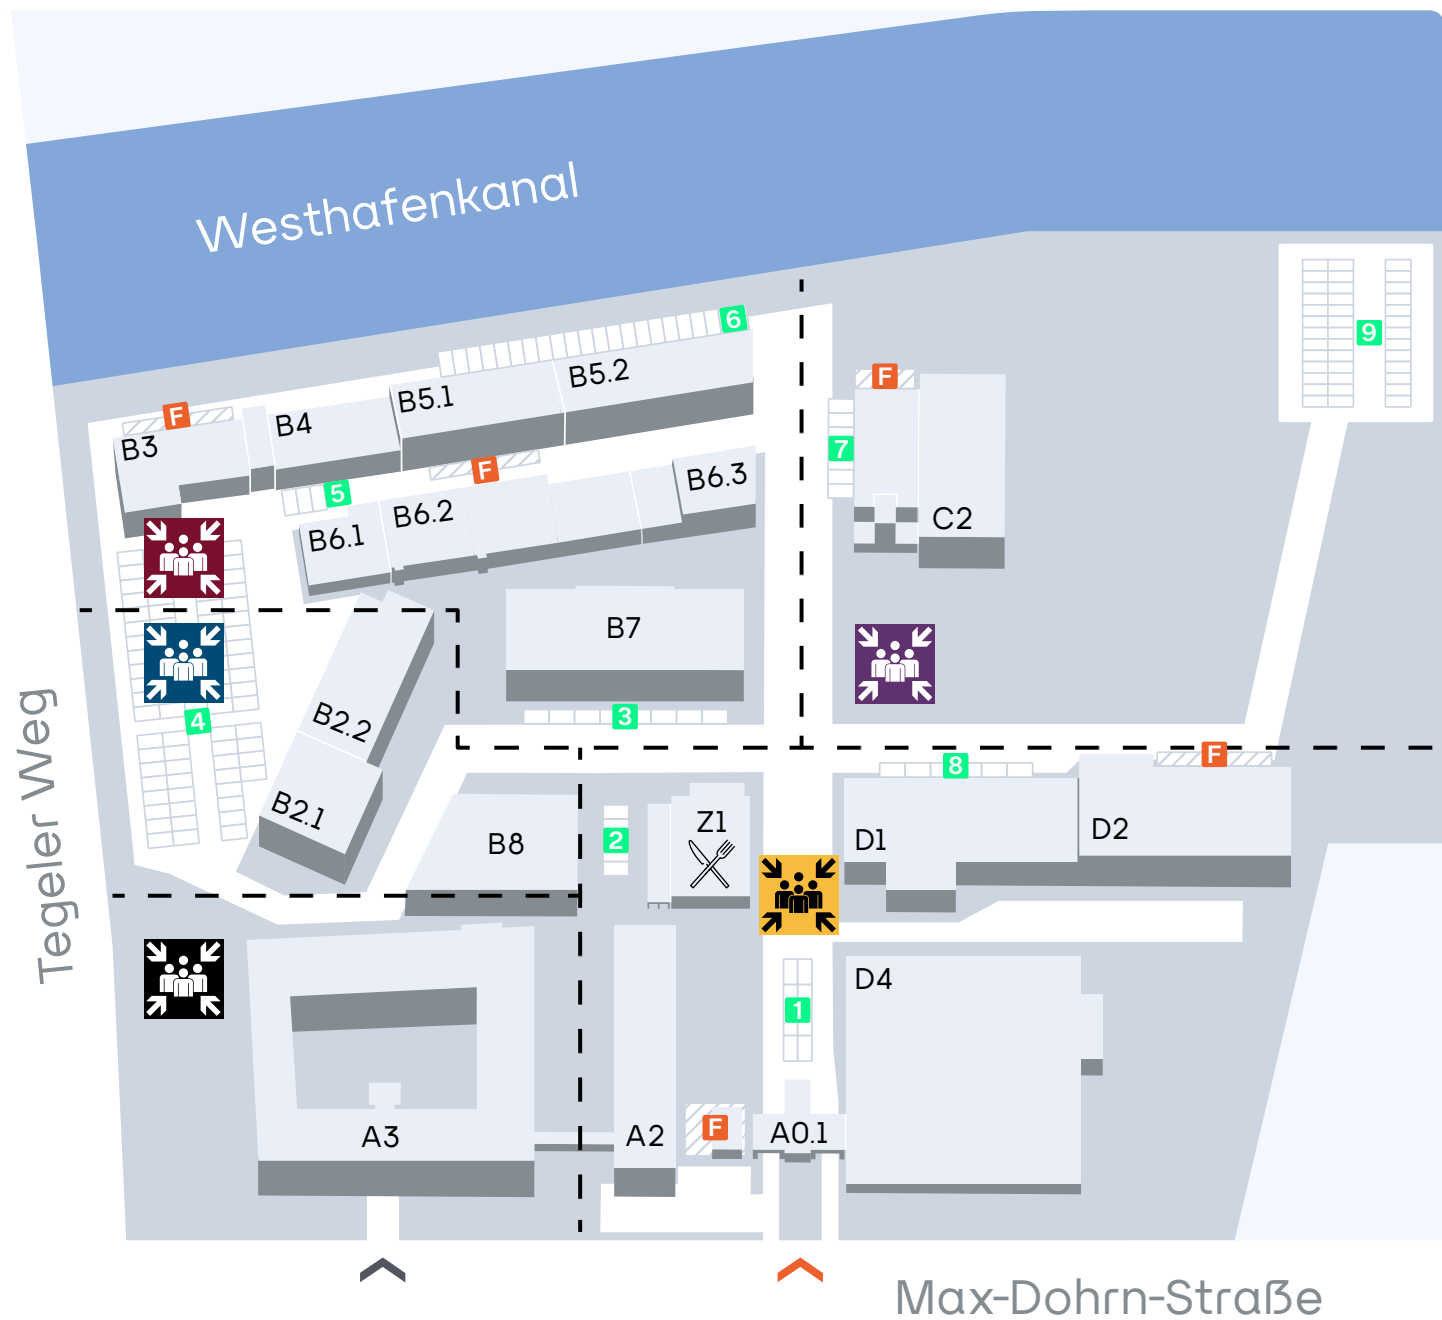 Westhafenkanal
6
9
F
B5.2
B5.1
F
B4
B3
7
F
B6.3
5
B6.2
B6.1
C2
B7
3
B2.2
4
F
8
Tegeler Weg
B2.1
B8
2
Z1
D1
D2
D4
1
A3
A2
F
A0.1
Max-Dohrn-Straße